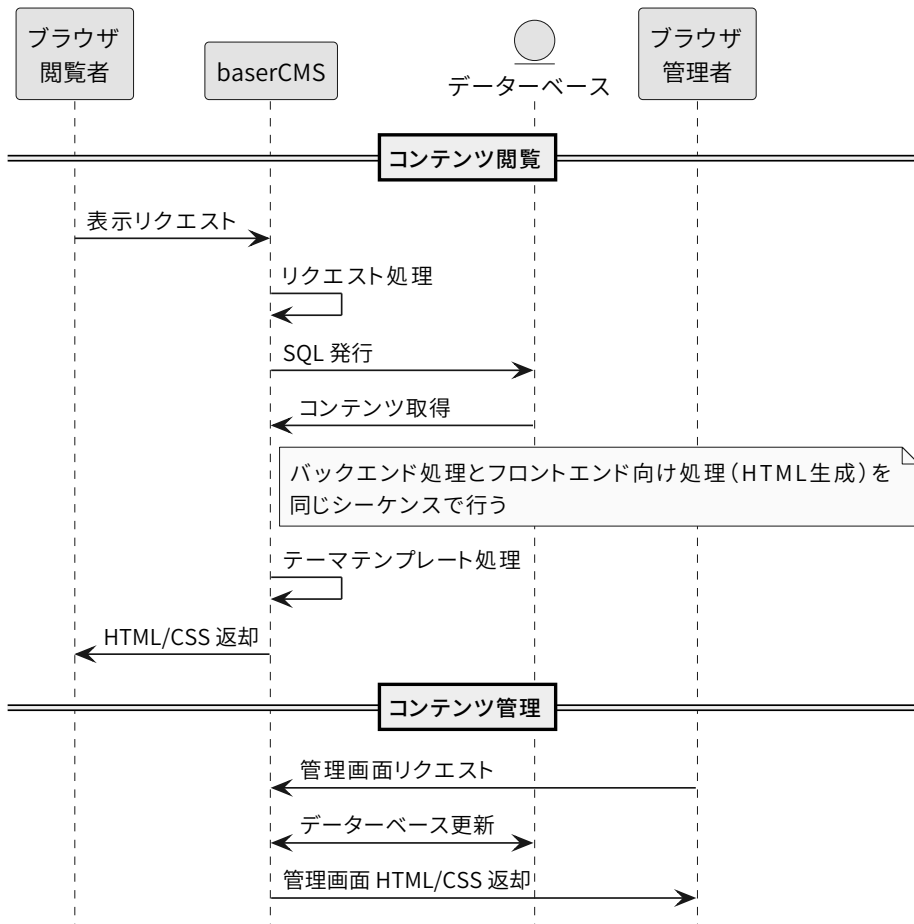 ブラウザ
閲覧者
baserCMS
データーベース
ブラウザ
管理者
コンテンツ閲覧
表示リクエスト
リクエスト処理
SQL 発行
コンテンツ取得
バックエンド処理とフロントエンド向け処理（HTML生成）を
同じシーケンスで行う
テーマテンプレート処理
HTML/CSS 返却
コンテンツ管理
管理画面リクエスト
データーベース更新
管理画面 HTML/CSS 返却